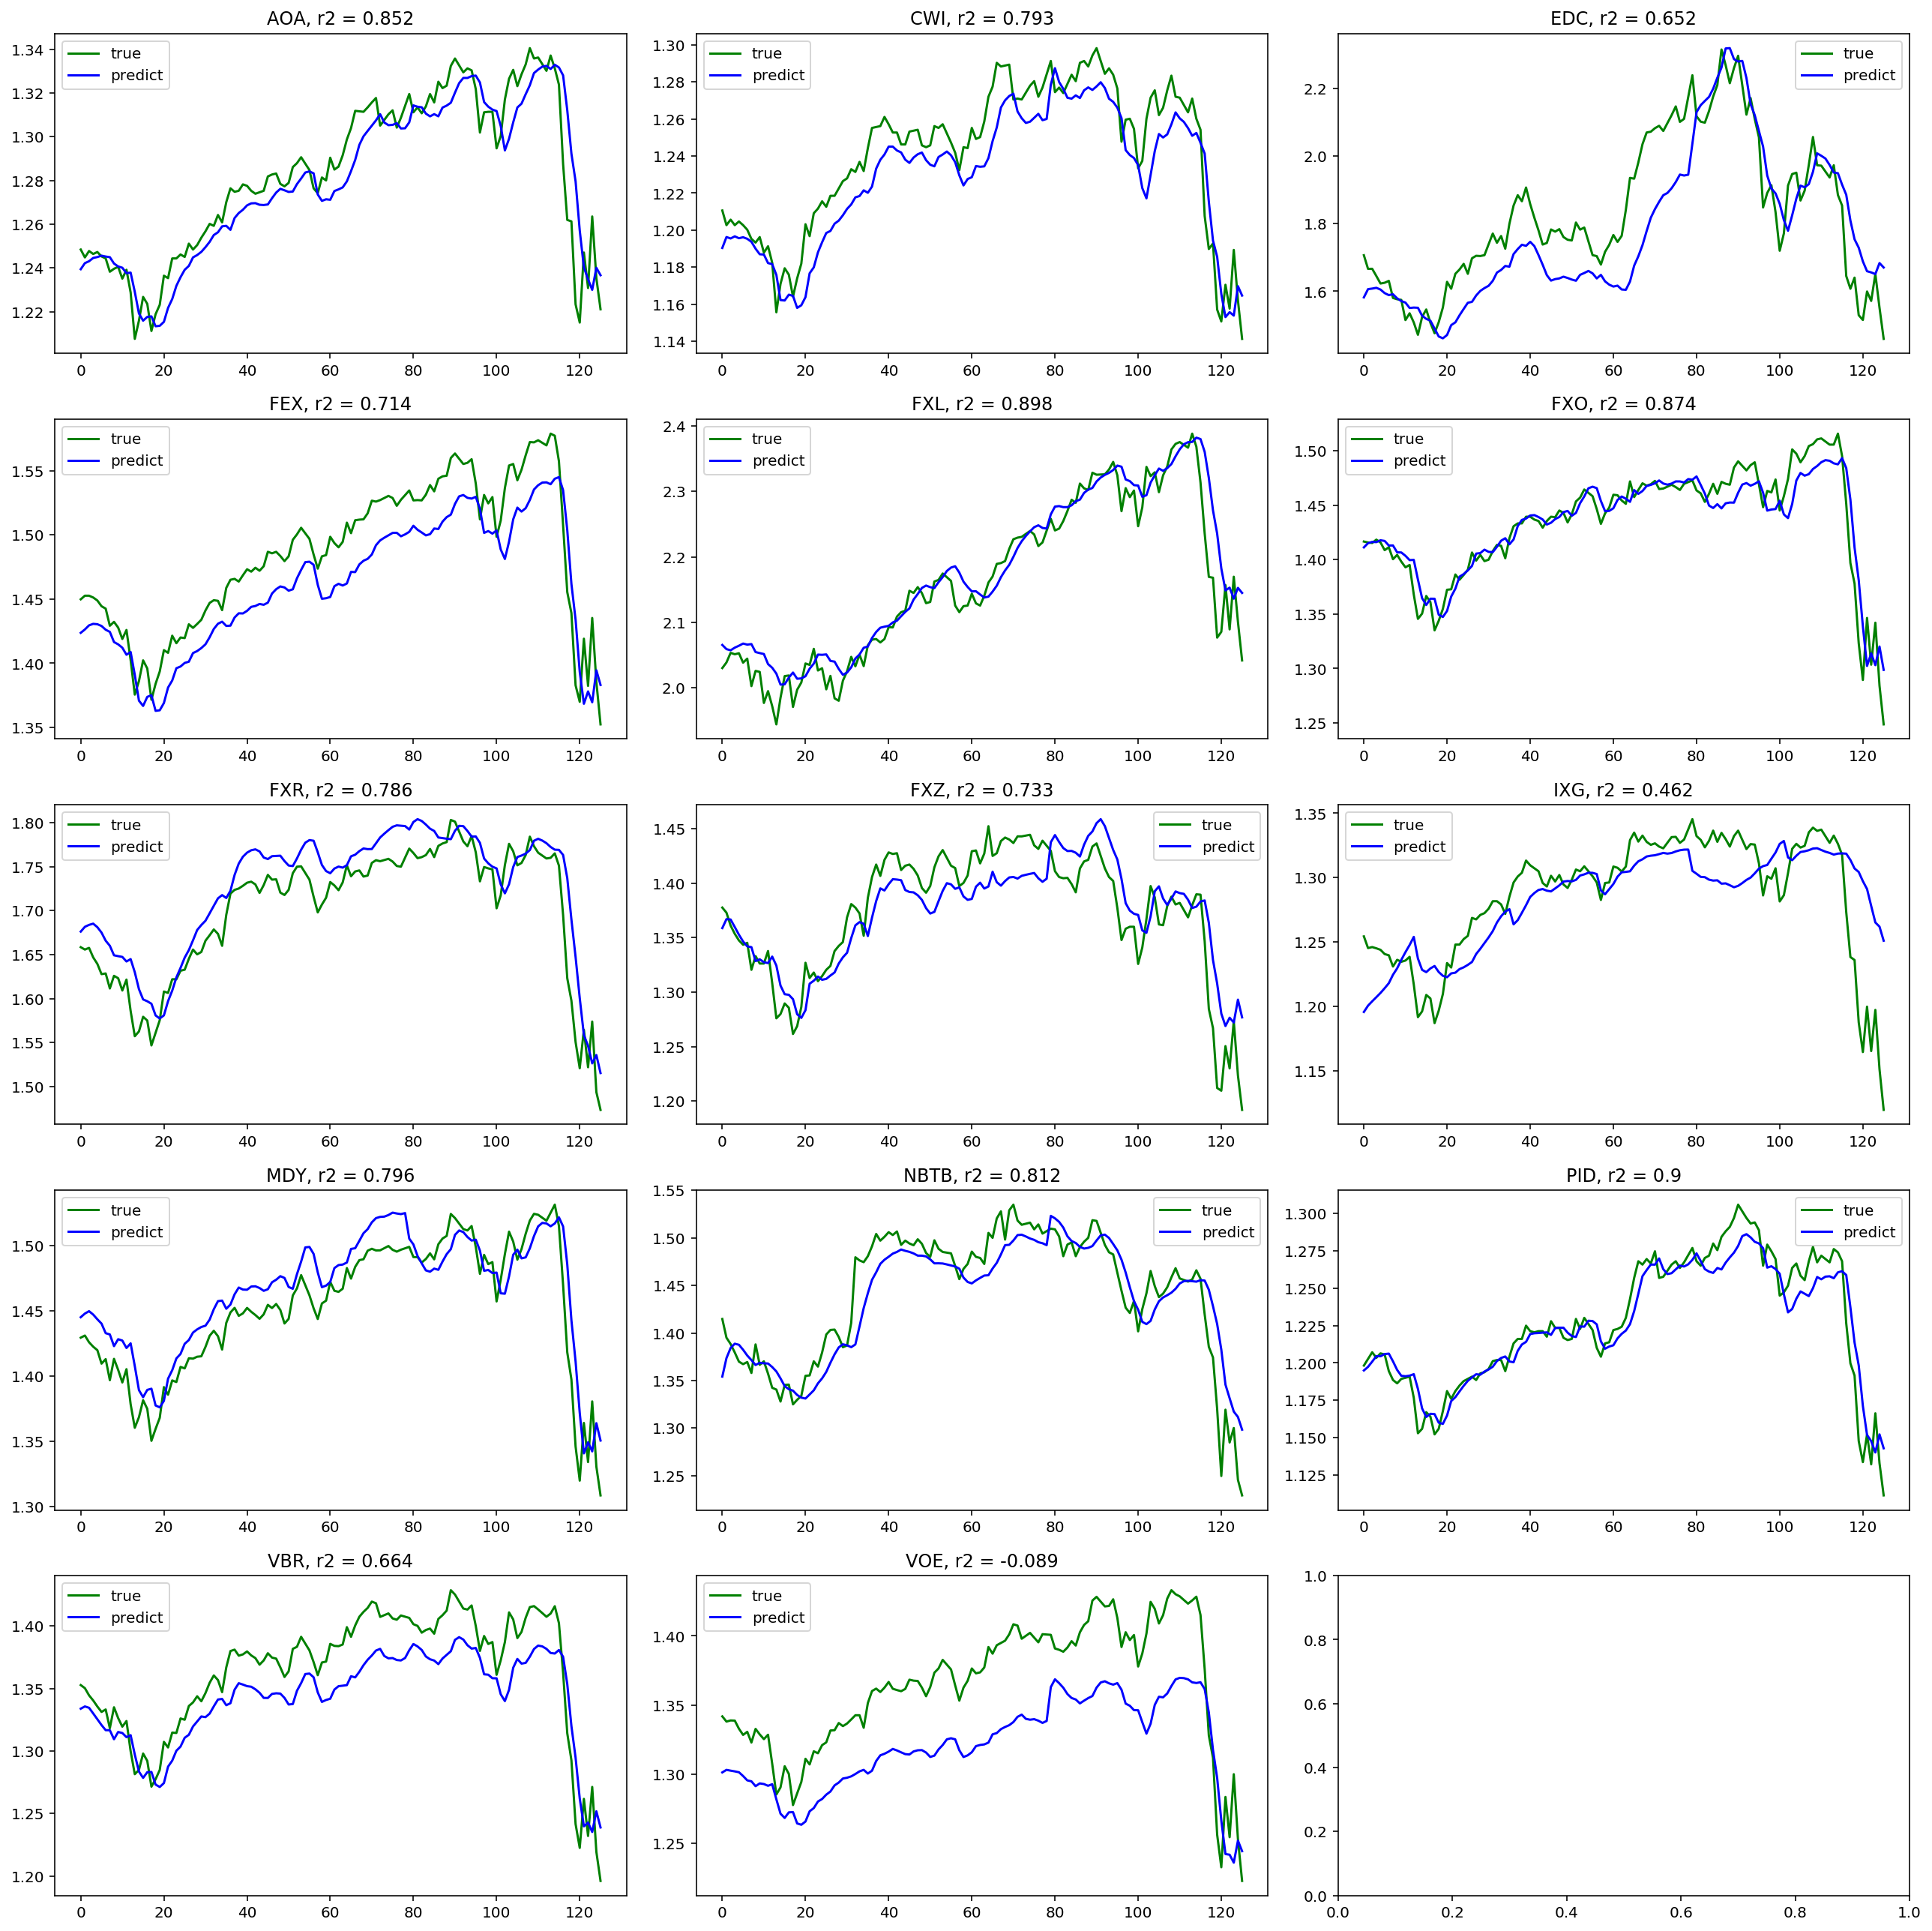 AOA, r2 = 0.852
true
predict
1.34
1.32
1.30
1.28
1.26
1.24
1.22
0 20 40 60 80 100 120
CWI, r2 = 0.793
true
predict
1.30
1.28
1.26
1.24
1.22
1.20
1.18
1.16
1.14
0 20 40 60 80 100 120
EDC, r2 = 0.652
true
predict
2.2
2.0
1.8
1.6
0 20 40 60 80 100 120
FEX, r2 = 0.714
true
predict
1.55
1.50
1.45
1.40
1.35
0 20 40 60 80 100 120
FXL, r2 = 0.898
true
predict
2.4
2.3
2.2
2.1
2.0
0 20 40 60 80 100 120
FXO, r2 = 0.874
true
predict
1.50
1.45
1.40
1.35
1.30
1.25
0 20 40 60 80 100 120
FXR, r2 = 0.786
true
predict
1.80
1.75
1.70
1.65
1.60
1.55
1.50
0 20 40 60 80 100 120
FXZ, r2 = 0.733
true
predict
1.45
1.40
1.35
1.30
1.25
1.20
0 20 40 60 80 100 120
IXG, r2 = 0.462
true
predict
1.35
1.30
1.25
1.20
1.15
0 20 40 60 80 100 120
MDY, r2 = 0.796
true
predict
1.50
1.45
1.40
1.35
1.30
0 20 40 60 80 100 120
NBTB, r2 = 0.812
true
predict
1.55
1.50
1.45
1.40
1.35
1.30
1.25
0 20 40 60 80 100 120
PID, r2 = 0.9
true
predict
1.300
1.275
1.250
1.225
1.200
1.175
1.150
1.125
0 20 40 60 80 100 120
VBR, r2 = 0.664
true
predict
1.40
1.35
1.30
1.25
1.20
0 20 40 60 80 100 120
VOE, r2 = -0.089
true
predict
1.40
1.35
1.30
1.25
0 20 40 60 80 100 120
1.0
0.8
0.6
0.4
0.2
0.0
0.0 0.2 0.4 0.6 0.8 1.0